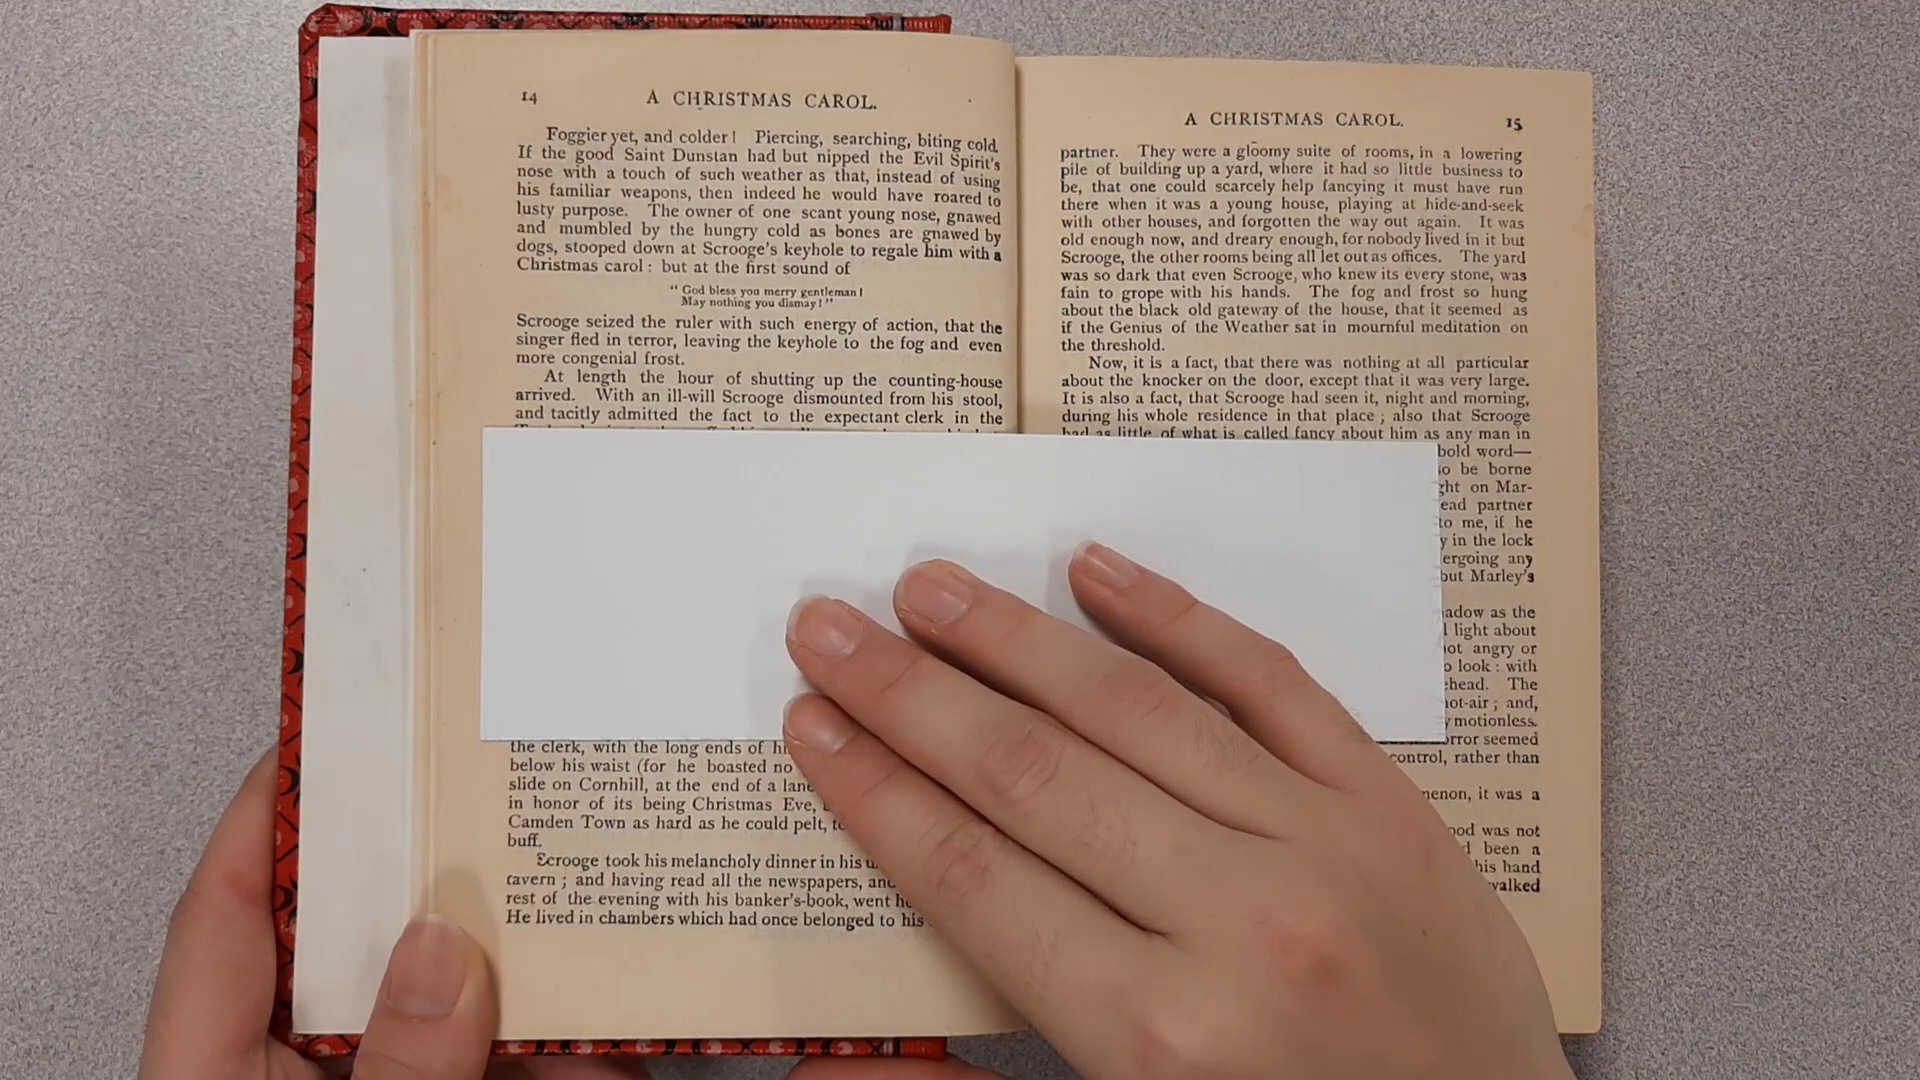 14
A CHRISTMAS CAROL.
Foggier yet, and colder! Piercing, searching, biting cold.
If the good Saint Dunstan had but nipped the Evil Spirit's
nose with a touch of such weather as that, instead of using
his familiar weapons, then indeed he would have roared to
lusty purpose. The owner of one scant young nose, gnawed
and mumbled by the hungry cold as bones are gnawed by
dogs, stooped down at Scrooge's keyhole to regale him with a
Christmas carol: but at the first sound of
"God bless you merry gentleman!
May nothing you dismay!"
Scrooge seized the ruler with such energy of action, that the
singer fled in terror, leaving the keyhole to the fog and even
more congenial frost.
At length the hour of shutting up the counting-house
arrived. With an ill-will Scrooge dismounted from his stool,
and tacitly admitted the fact to the expectant clerk in the
the clerk, with the long ends of
below his waist (for he boasted no
slide on Cornhill, at the end of a lane
in honor of its being Christmas Eve,
Camden Town as hard as he could pelt,
buff.
Scrooge took his melancholy dinner in his
tavern; and having read all the newspapers,
rest of the evening with his banker's-book, went
He lived in chambers which had once belonged to his
A CHRISTMAS CAROL.
15
partner. They were a gloomy suite of rooms, in a lowering
pile of building up a yard, where it had so little business to
be, that one could scarcely help fancying it must have run
there when it was a young house, playing at hide-and-seek
with other houses, and forgotten the way out again. It was
old enough now, and dreary enough, for nobody lived in it but
Scrooge, the other rooms being all let out as offices. The yard
was so dark that even Scrooge, who knew its every stone, was
fain to grope with his hands. The fog and frost so hung
about the black old gateway of the house, that it seemed as
if the Genius of the Weather sat in mournful meditation on
the threshold.
Now, it is a fact, that there was nothing at all particular
about the knocker on the door, except that it was very large.
It is also a fact, that Scrooge had seen it, night and morning,
during his whole residence in that place; also that Scrooge
had as little of what is called fancy about him as any man in
bold word—
be borne
on Mar-
partner
to me, if he
in the lock
any
but Marley's
as the
light about
angry or
look: with
The
and,
motionless.
seemed
control, rather than
it was a
was not
been a
his hand
walked